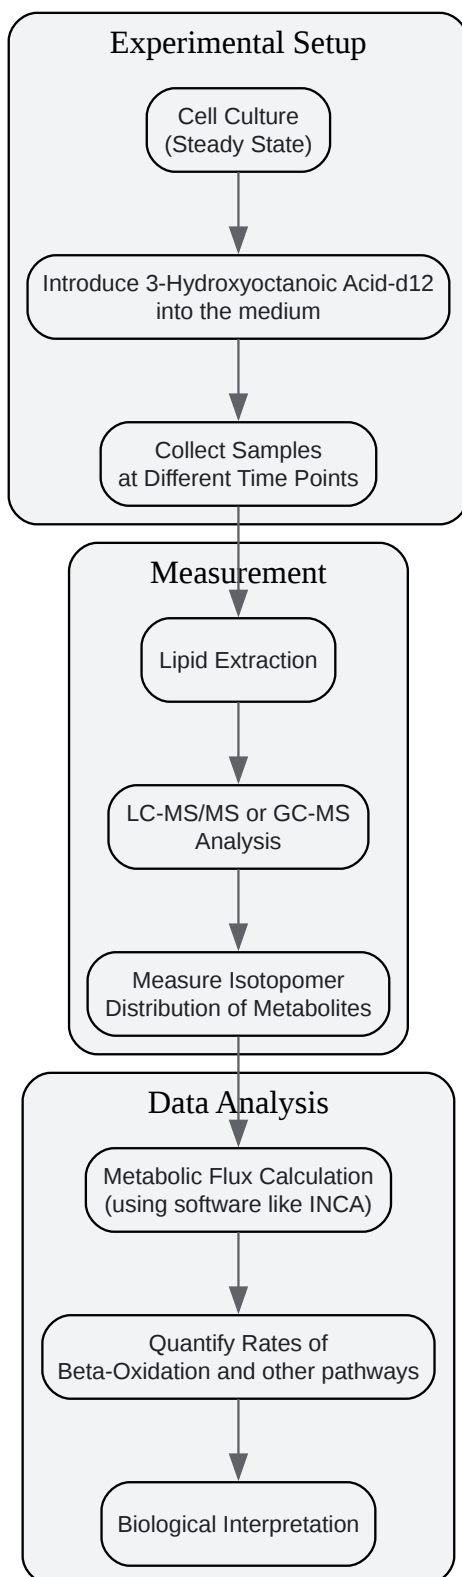 Experimental Setup
Cell Culture
(Steady State)
Introduce 3-Hydroxyoctanoic Acid-d12
into the medium
Collect Samples
at Different Time Points
Measurement
Lipid Extraction
LC-MS/MS or GC-MS
Analysis
Measure Isotopomer
Distribution of Metabolites
Data Analysis
Metabolic Flux Calculation
(using software like INCA)
Quantify Rates of
Beta-Oxidation and other pathways
Biological Interpretation